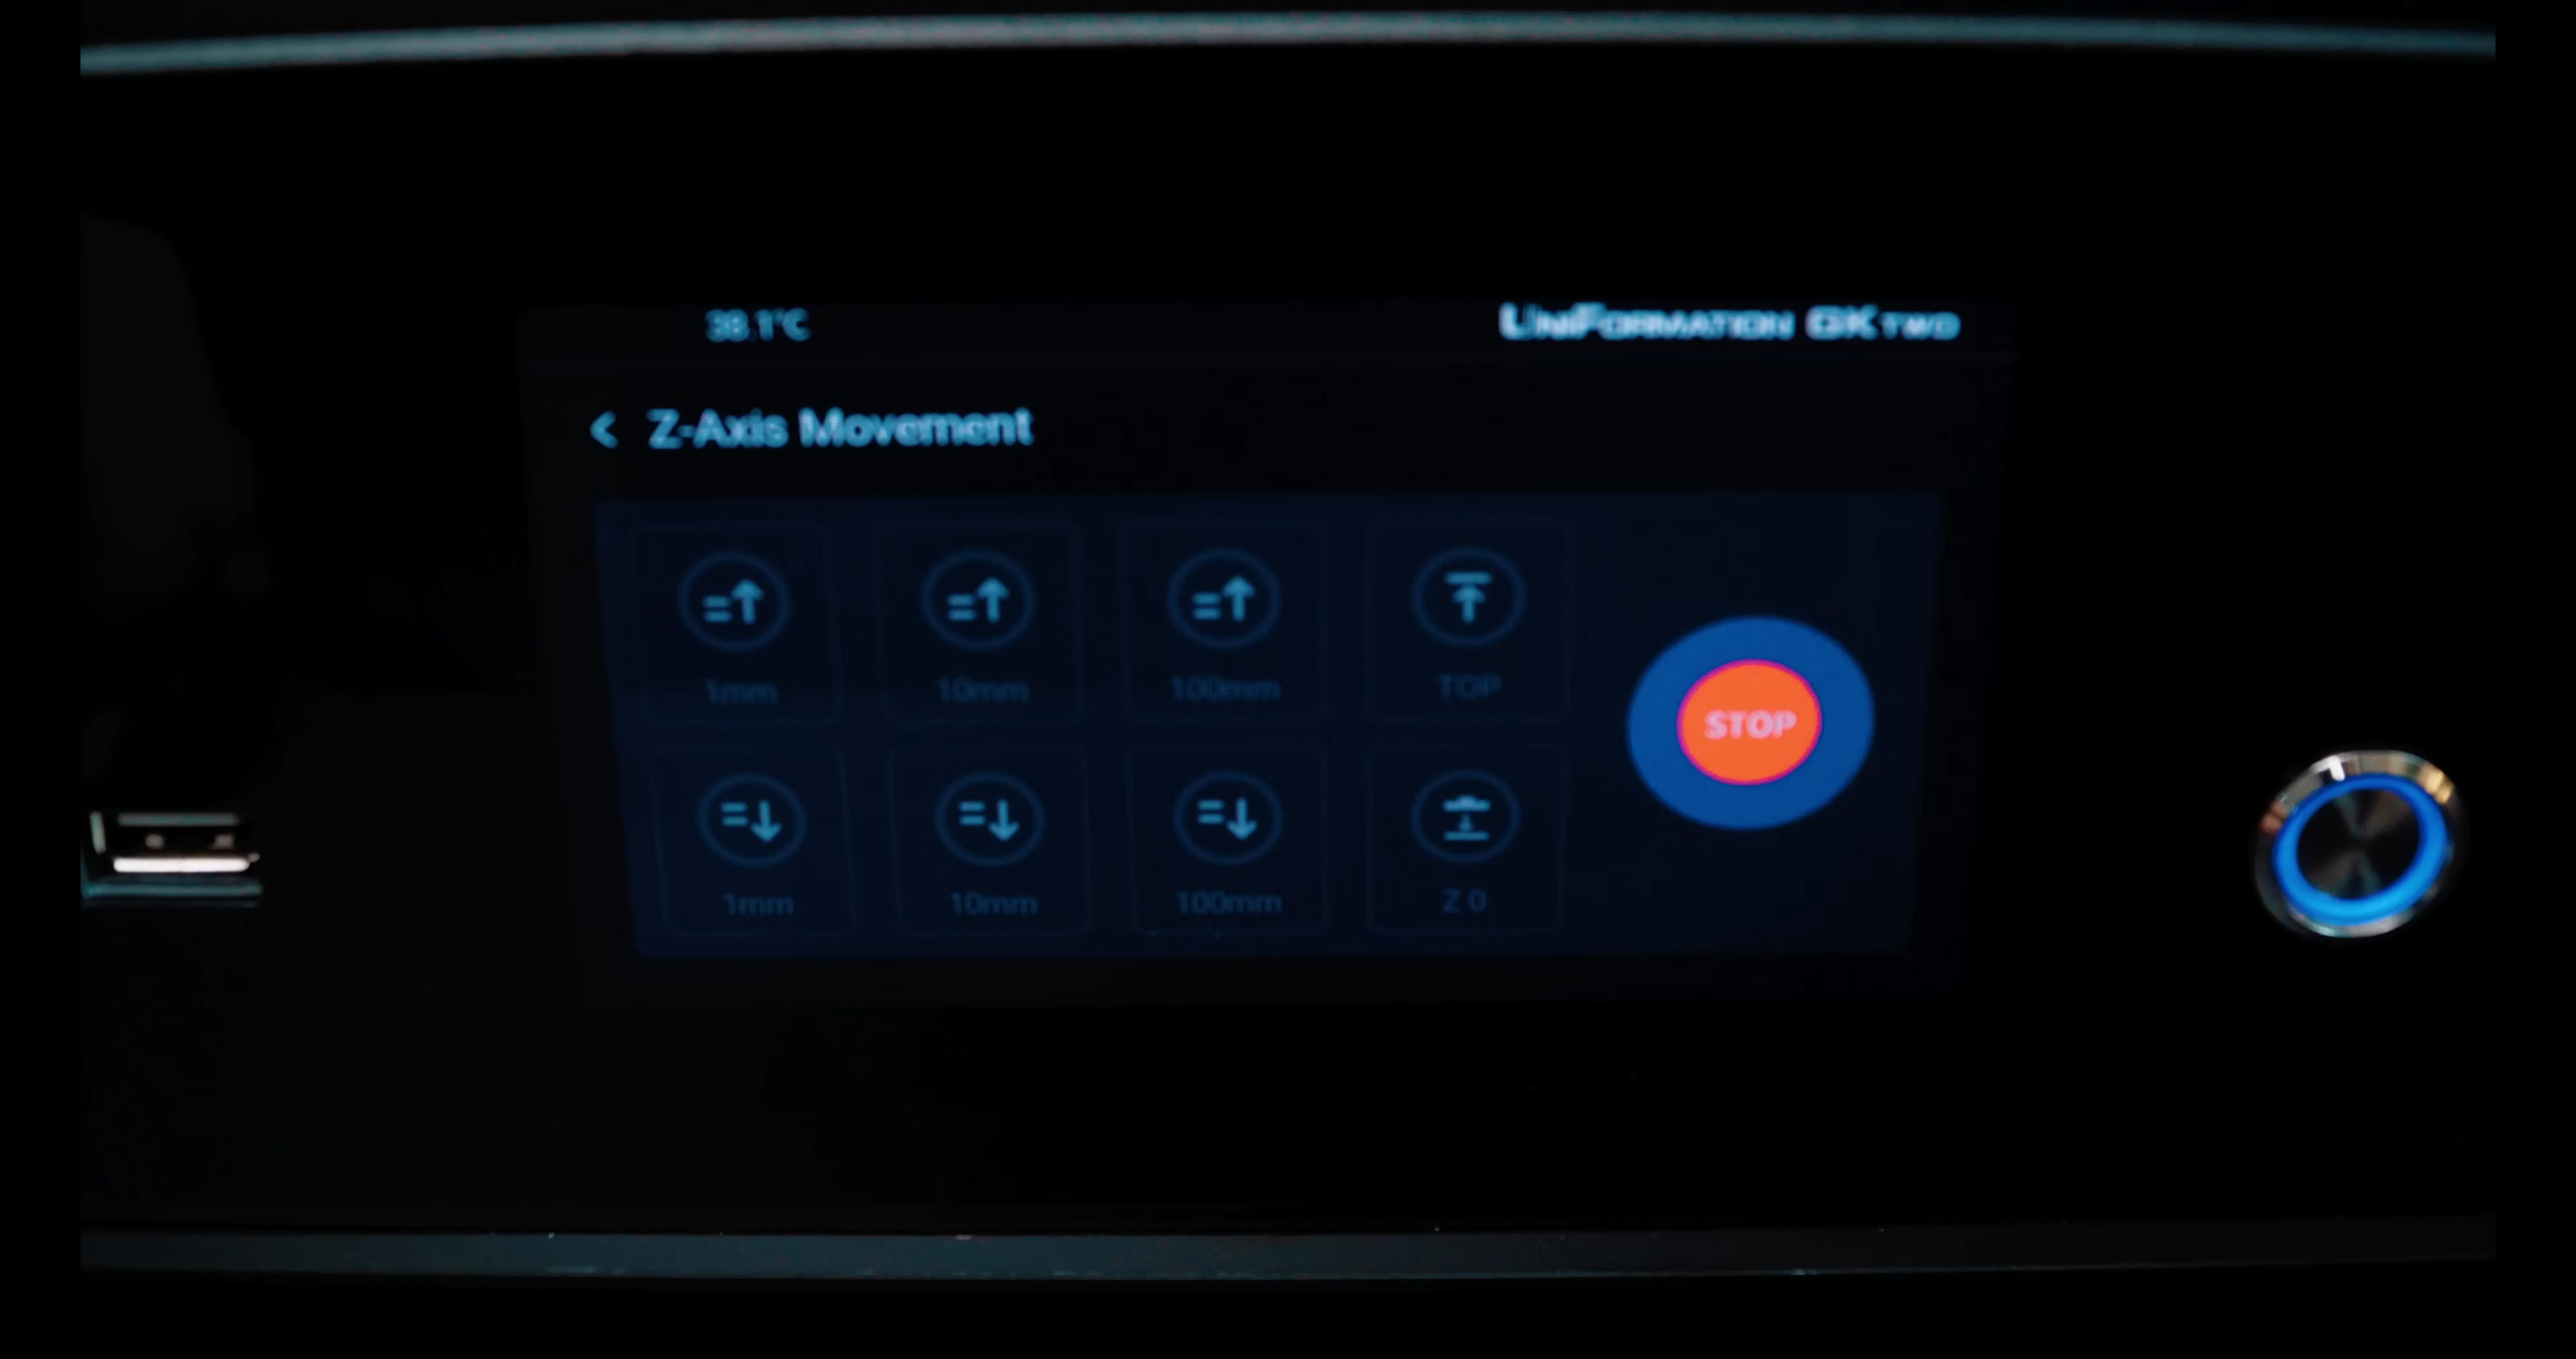 38.1°C
UNIFORMATION GKTWO
< Z-Axis Movement
1mm
10mm
100mm
TOP
STOP
1mm
10mm
100mm
Z 0